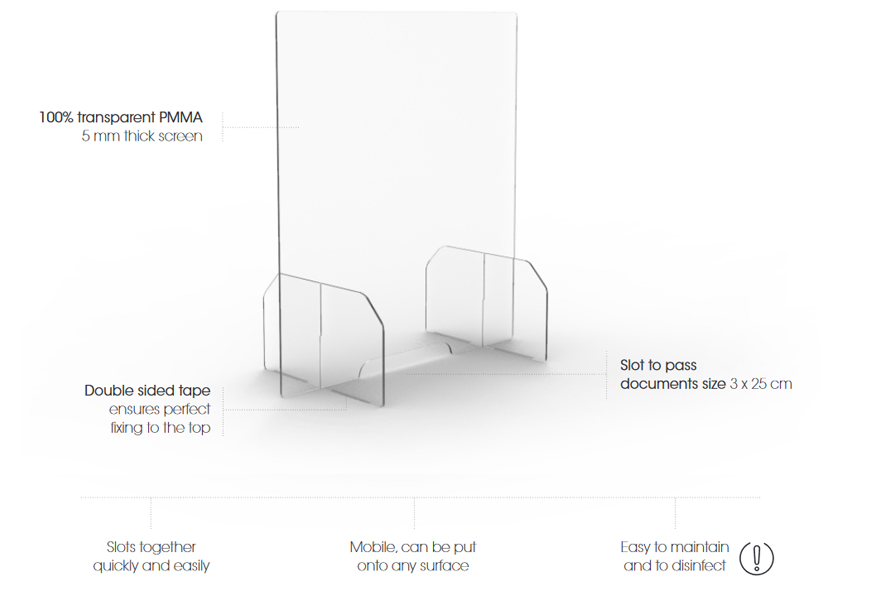 100% transparent PMMA
5 mm thick screen
Slot to pass
documents size 3 x 25 cm
Double sided tape
ensures perfect
fixing to the top
Slots together
quickly and easily
Mobile, can be put
onto any surface
Easy to maintain
and to disinfect